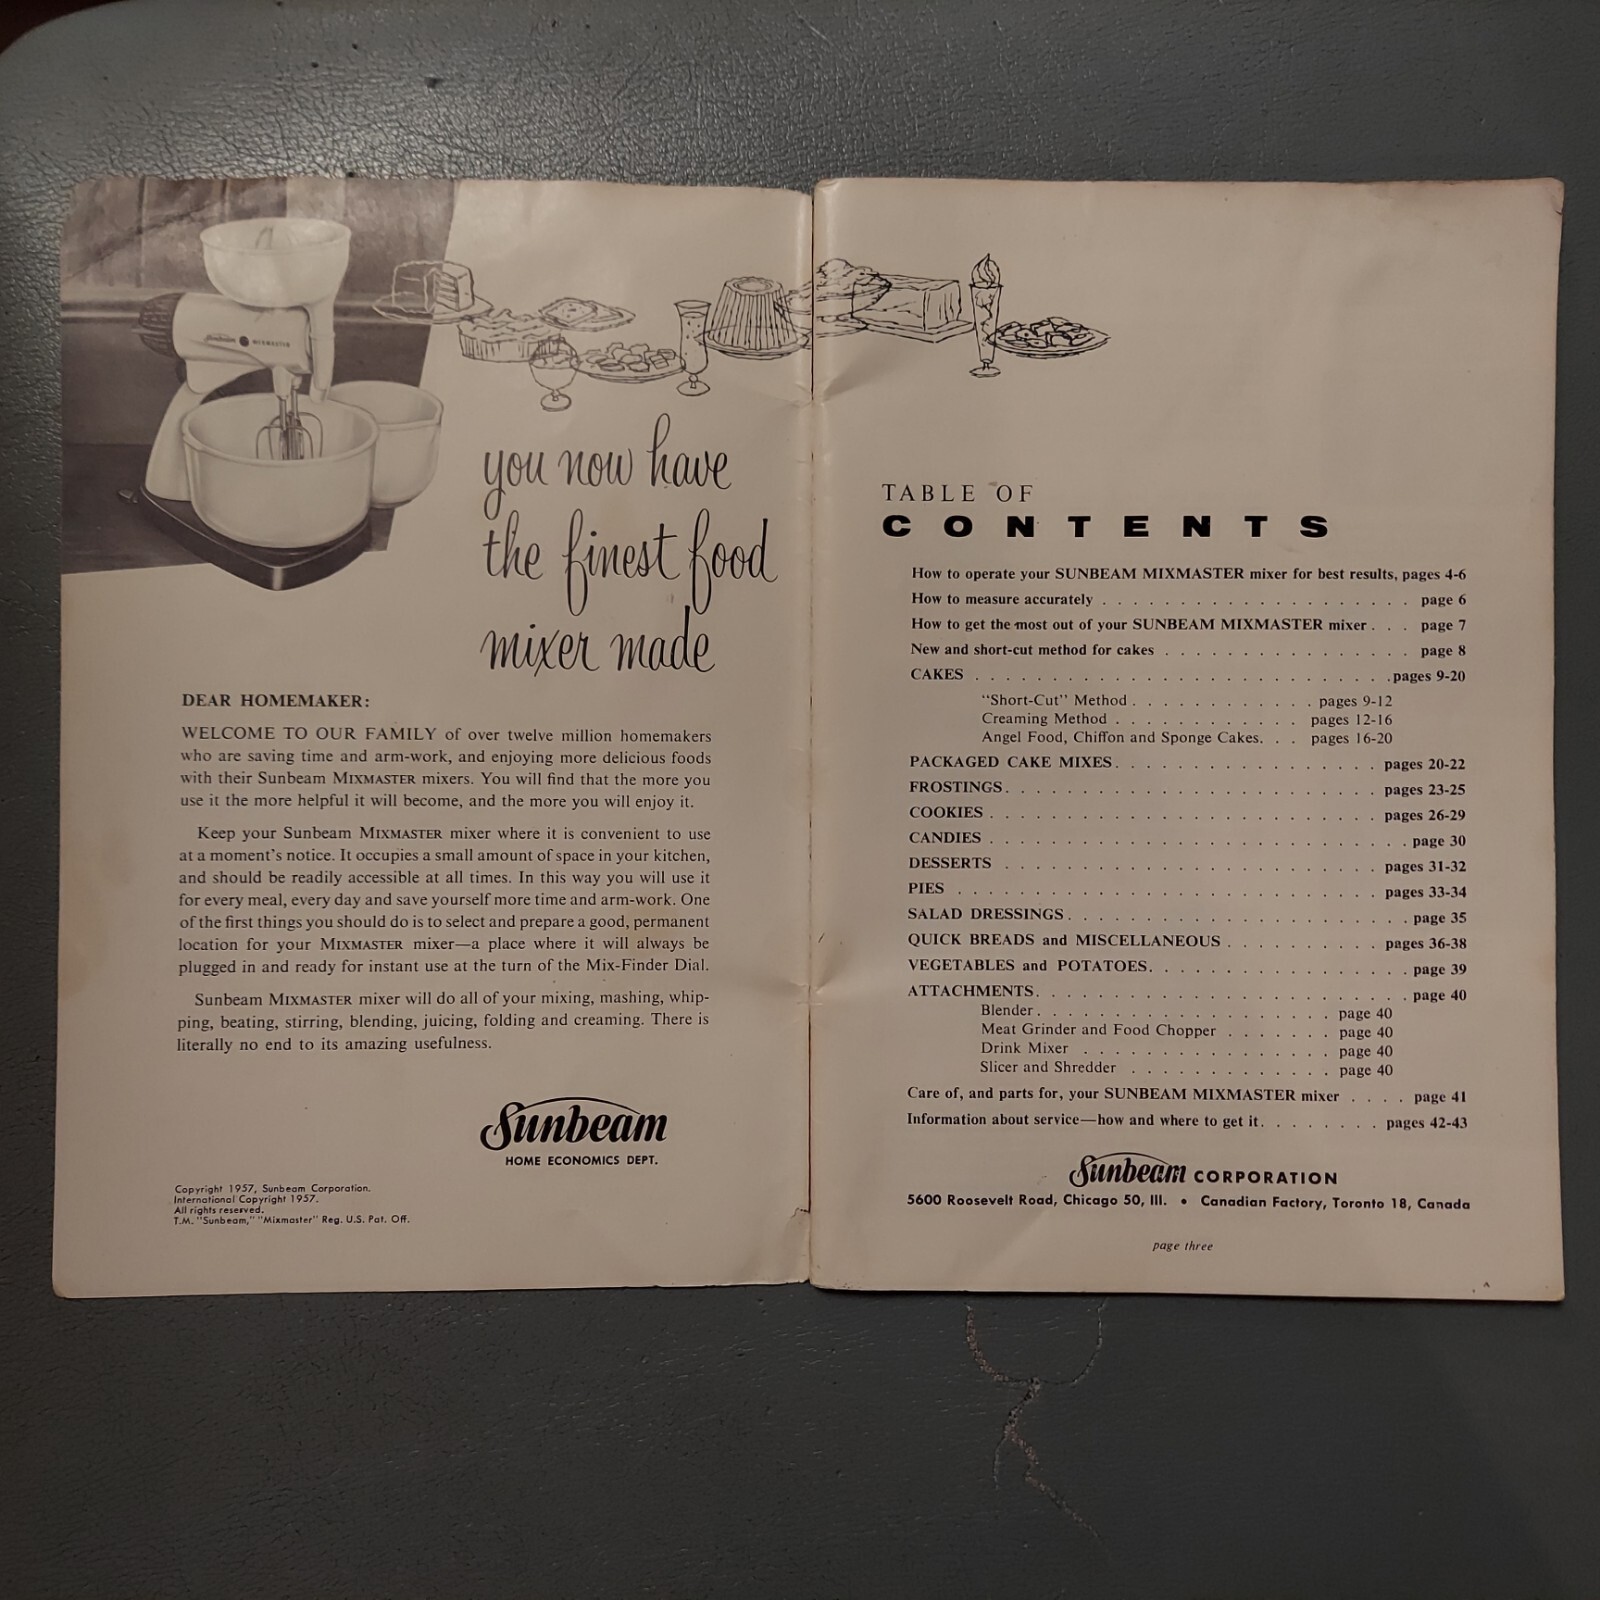 Sunbeam MIXMASTER
you now have
the finest food
mixer made
DEAR HOMEMAKER:
WELCOME TO OUR FAMILY of over twelve million homemakers
who are saving time and arm-work, and enjoying more delicious foods
with their Sunbeam MIXMASTER mixers. You will find that the more you
use it the more helpful it will become, and the more you will enjoy it.
Keep your Sunbeam MIXMASTER mixer where it is convenient to use
at a moment's notice. It occupies a small amount of space in your kitchen,
and should be readily accessible at all times. In this way you will use it
for every meal, every day and save yourself more time and arm-work. One
of the first things you should do is to select and prepare a good, permanent
location for your MIXMASTER mixer—a place where it will always be
plugged in and ready for instant use at the turn of the Mix-Finder Dial.
Sunbeam MIXMASTER mixer will do all of your mixing, mashing, whip-
ping, beating, stirring, blending, juicing, folding and creaming. There is
literally no end to its amazing usefulness.
Sunbeam
HOME ECONOMICS DEPT.
Copyright 1957, Sunbeam Corporation.
International Copyright 1957.
All rights reserved.
T.M. "Sunbeam," "Mixmaster" Reg. U.S. Pat. Off.
TABLE OF
CONTENTS
How to operate your SUNBEAM MIXMASTER mixer for best results, pages 4-6
How to measure accurately . . . . . . . . . . . . . . . . . . . . page 6
How to get the most out of your SUNBEAM MIXMASTER mixer . . . page 7
New and short-cut method for cakes . . . . . . . . . . . . . . . . page 8
CAKES . . . . . . . . . . . . . . . . . . . . . . . . . . . . pages 9-20
"Short-Cut" Method . . . . . . . . . . . . pages 9-12
Creaming Method . . . . . . . . . . . . pages 12-16
Angel Food, Chiffon and Sponge Cakes. . . pages 16-20
PACKAGED CAKE MIXES . . . . . . . . . . . . . . . . . . pages 20-22
FROSTINGS . . . . . . . . . . . . . . . . . . . . . . . . . pages 23-25
COOKIES . . . . . . . . . . . . . . . . . . . . . . . . . . pages 26-29
CANDIES . . . . . . . . . . . . . . . . . . . . . . . . . . . . page 30
DESSERTS . . . . . . . . . . . . . . . . . . . . . . . . . pages 31-32
PIES . . . . . . . . . . . . . . . . . . . . . . . . . . . . pages 33-34
SALAD DRESSINGS . . . . . . . . . . . . . . . . . . . . . . . page 35
QUICK BREADS and MISCELLANEOUS . . . . . . . . . . pages 36-38
VEGETABLES and POTATOES . . . . . . . . . . . . . . . . . page 39
ATTACHMENTS . . . . . . . . . . . . . . . . . . . . . . . . . page 40
Blender . . . . . . . . . . . . . . . . . . . page 40
Meat Grinder and Food Chopper . . . . . . . page 40
Drink Mixer . . . . . . . . . . . . . . . . page 40
Slicer and Shredder . . . . . . . . . . . . . page 40
Care of, and parts for, your SUNBEAM MIXMASTER mixer . . . . page 41
Information about service—how and where to get it . . . . . . . . pages 42-43
Sunbeam CORPORATION
5600 Roosevelt Road, Chicago 50, Ill. • Canadian Factory, Toronto 18, Canada
page three